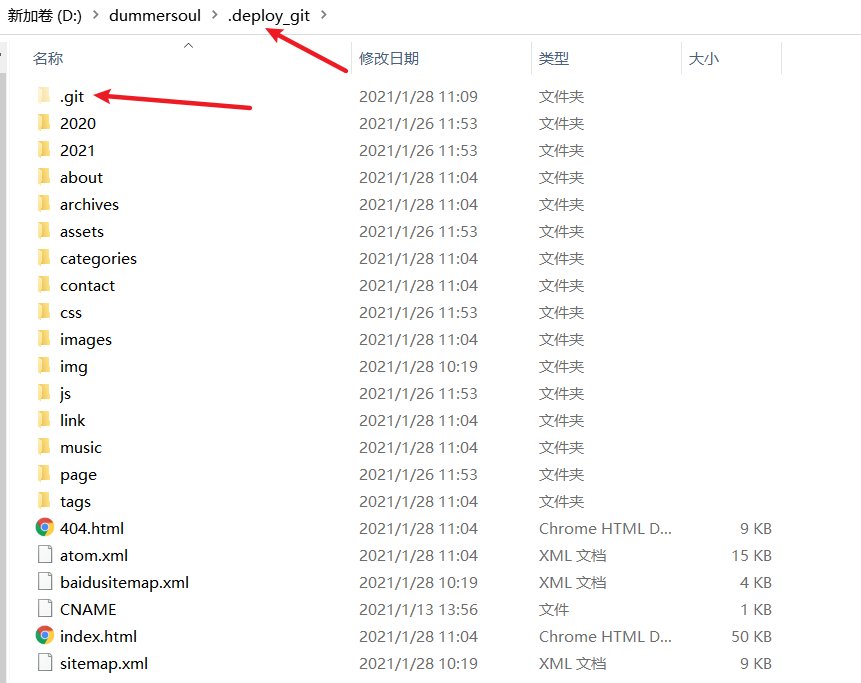 新加卷 (D:) > dummersoul > .deploy_git >
名称 修改日期 类型 大小
.git 2021/1/28 11:09 文件夹
2020 2021/1/26 11:53 文件夹
2021 2021/1/26 11:53 文件夹
about 2021/1/28 11:04 文件夹
archives 2021/1/28 11:04 文件夹
assets 2021/1/26 11:53 文件夹
categories 2021/1/28 11:04 文件夹
contact 2021/1/28 11:04 文件夹
css 2021/1/26 11:53 文件夹
images 2021/1/28 11:04 文件夹
img 2021/1/28 10:19 文件夹
js 2021/1/26 11:53 文件夹
link 2021/1/28 11:04 文件夹
music 2021/1/28 11:04 文件夹
page 2021/1/26 11:53 文件夹
tags 2021/1/28 11:04 文件夹
404.html 2021/1/28 11:04 Chrome HTML D... 9 KB
atom.xml 2021/1/28 11:04 XML 文档 15 KB
baidusitemap.xml 2021/1/28 10:19 XML 文档 4 KB
CNAME 2021/1/13 13:56 文件 1 KB
index.html 2021/1/28 11:04 Chrome HTML D... 50 KB
sitemap.xml 2021/1/28 10:19 XML 文档 9 KB